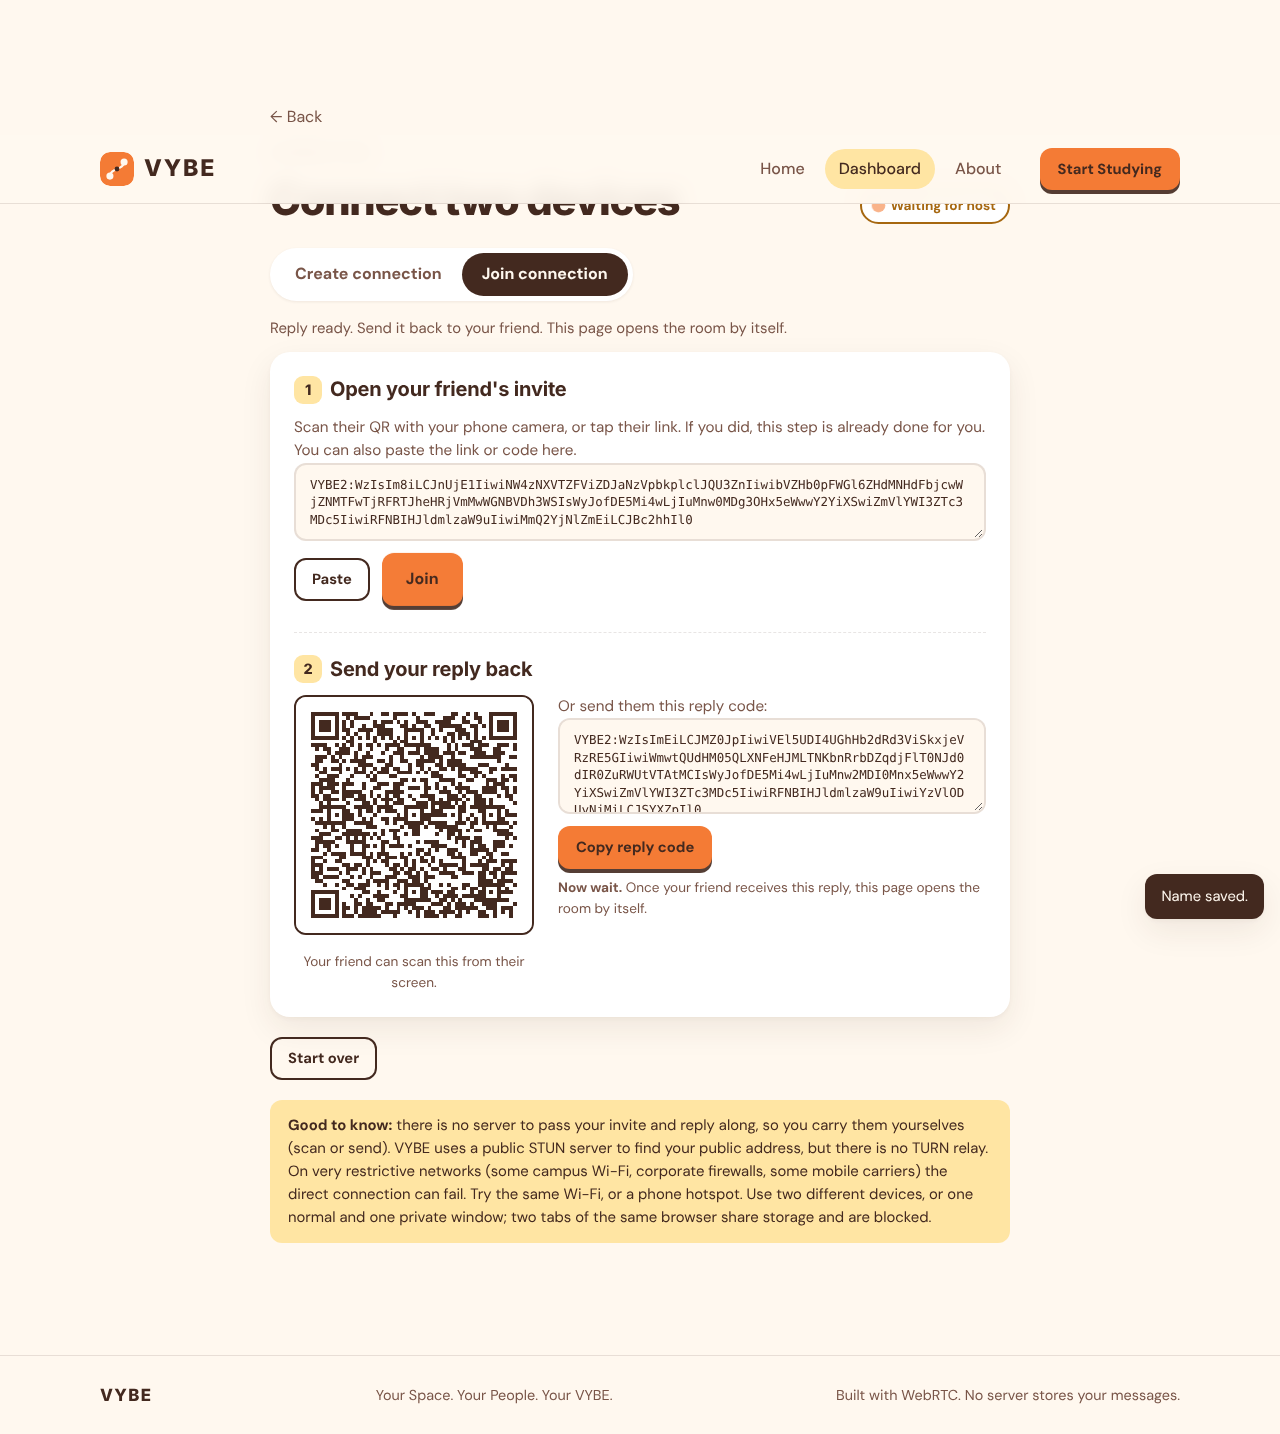 ← Back
VYBE
Home
Dashboard
About
Start Studying
Connect two devices
Waiting for host
Create connection
Join connection
Reply ready. Send it back to your friend. This page opens the room by itself.
1
Open your friend's invite
Scan their QR with your phone camera, or tap their link. If you did, this step is already done for you.
You can also paste the link or code here.
VYBE2:WzIsIm8iLCJnUjE1IiwiNW4zNXVTZFViZDJaNzVpbkplclJQU3ZnIiwibVZHb0pFWGl6ZHdMNHdFbjcwW
jZNMTFwTjRFRTJheHRjVmMwWGNBVDh3WSIsWyJofDE5Mi4wLjIuMnw0MDg3OHx5eWwwY2YiXSwiZmVlYWI3ZTc3
MDc5IiwiRFNBIHJldmlzaW9uIiwiMmQ2YjNlZmEiLCJBc2hhIl0
Paste
Join
2
Send your reply back
Or send them this reply code:
VYBE2:WzIsImEiLCJMZ0JpIiwiVEl5UDI4UGhHb2dRd3ViSkxjeV
RzRE5GIiwiWmwtQUdHM05QLXNFeHJMLTNKbnRrbDZqdjFlT0NJd0
dIR0ZuRWUtVTAtMCIsWyJofDE5Mi4wLjIuMnw2MDI0Mnx5eWwwY2
YiXSwiZmVlYWI3ZTc3MDc5IiwiRFNBIHJldmlzaW9uIiwiYzVlOD
UyNjMiLCJSYXZpIl0
Copy reply code
Now wait. Once your friend receives this reply, this page opens the
room by itself.
Name saved.
Your friend can scan this from their
screen.
Start over
Good to know: there is no server to pass your invite and reply along, so you carry them yourselves
(scan or send). VYBE uses a public STUN server to find your public address, but there is no TURN relay.
On very restrictive networks (some campus Wi-Fi, corporate firewalls, some mobile carriers) the
direct connection can fail. Try the same Wi-Fi, or a phone hotspot. Use two different devices, or one
normal and one private window; two tabs of the same browser share storage and are blocked.
VYBE
Your Space. Your People. Your VYBE.
Built with WebRTC. No server stores your messages.